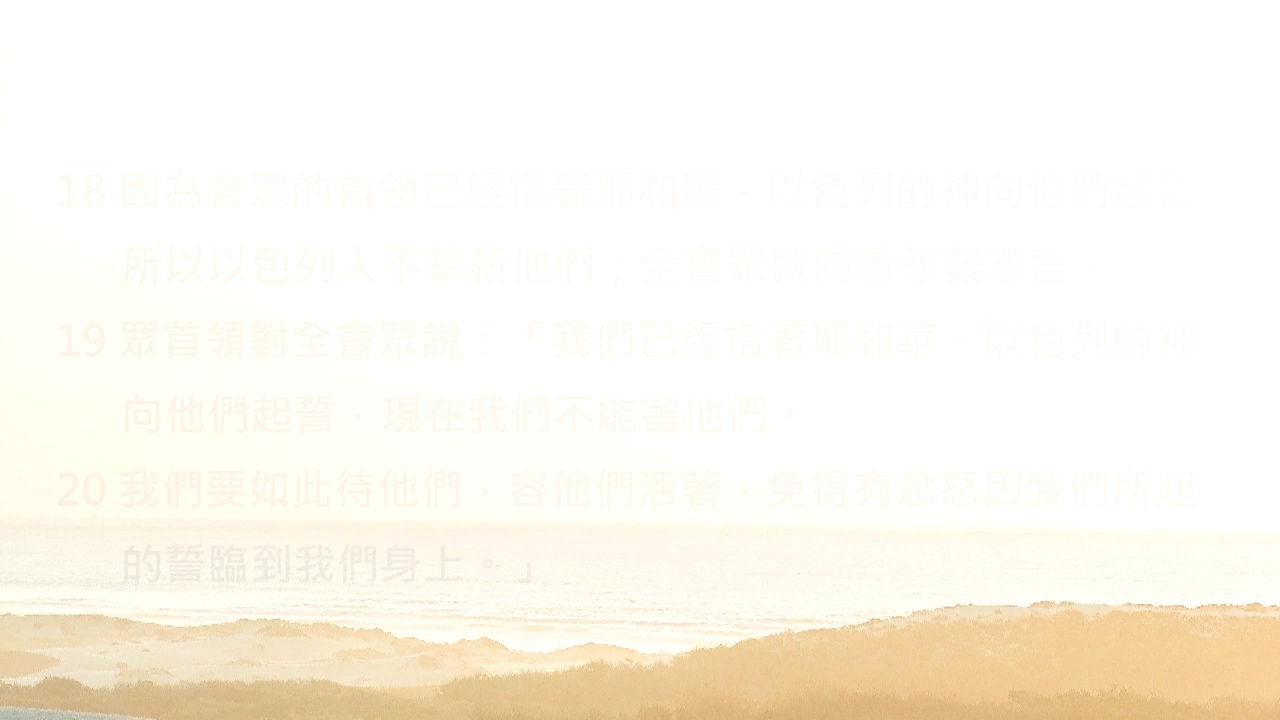 18 因為會眾的首領已經指著耶和華－以色列的神向他們起誓
所以以色列人不擊殺他們；全會眾就向首領發怨言。
19 眾首領對全會眾說：「我們已經指著耶和華－以色列的神
向他們起誓，現在我們不能害他們。
20 我們要如此待他們，容他們活著，免得有忿怒因我們所起
的誓臨到我們身上。」